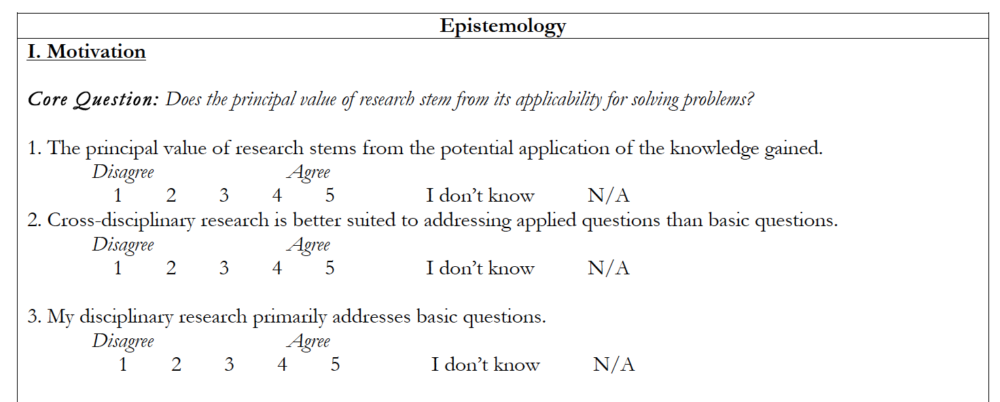 Epistemology
I. Motivation
Core Question: Does the principal value of research stem from its applicability for solving problems?
1. The principal value of research stems from the potential application of the knowledge gained.
Disagree Agree
1 2 3 4 5 I don’t know N/A
2. Cross-disciplinary research is better suited to addressing applied questions than basic questions.
Disagree Agree
1 2 3 4 5 I don’t know N/A
3. My disciplinary research primarily addresses basic questions.
Disagree Agree
1 2 3 4 5 I don’t know N/A